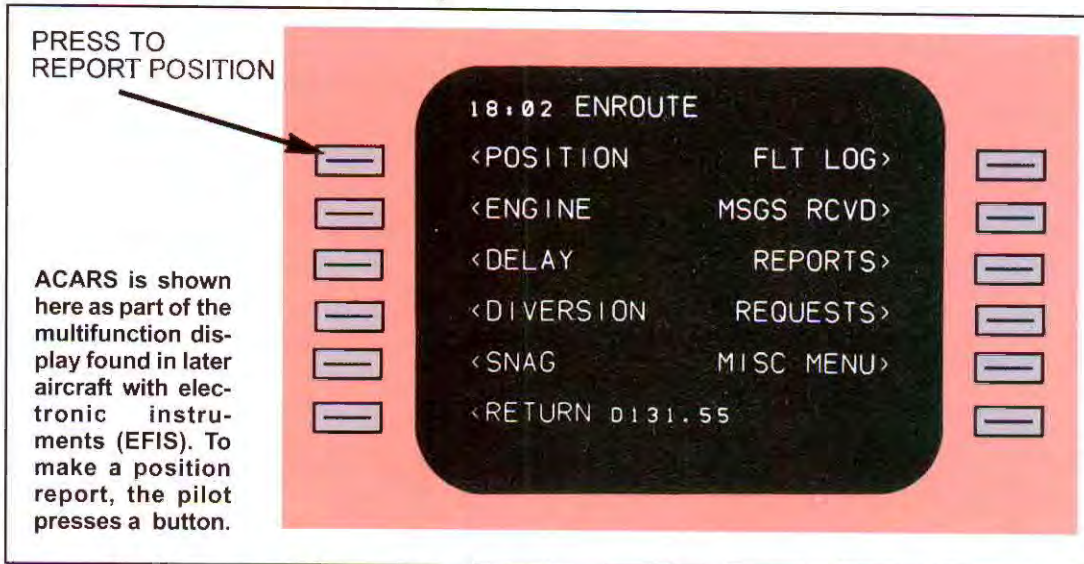 PRESS TO
REPORT POSITION
18:02 ENROUTE
<POSITION FLT LOG>
<ENGINE MSGS RCVD>
<DELAY REPORTS>
<DIVERSION REQUESTS>
<SNAG MISC MENU>
<RETURN D131.55
ACARS is shown
here as part of the
multifunction dis-
play found in later
aircraft with elec-
tronic instru-
ments (EFIS). To
make a position
report, the pilot
presses a button.